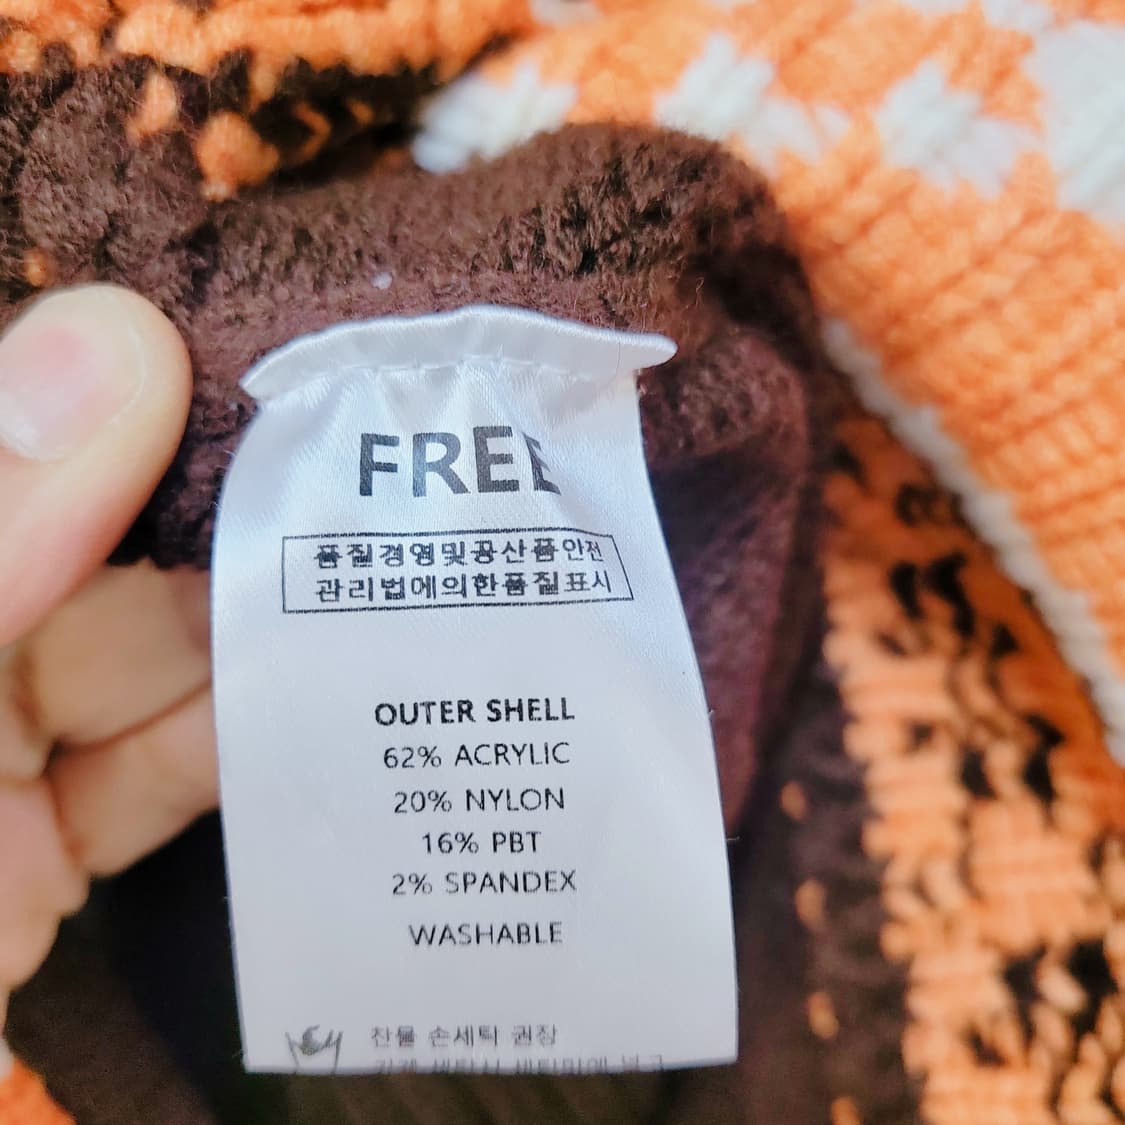 FREE
품질경영및공산품안전
관리법에의한품질표시
OUTER SHELL
62% ACRYLIC
20% NYLON
16% PBT
2% SPANDEX
WASHABLE
찬물 손세탁 권장